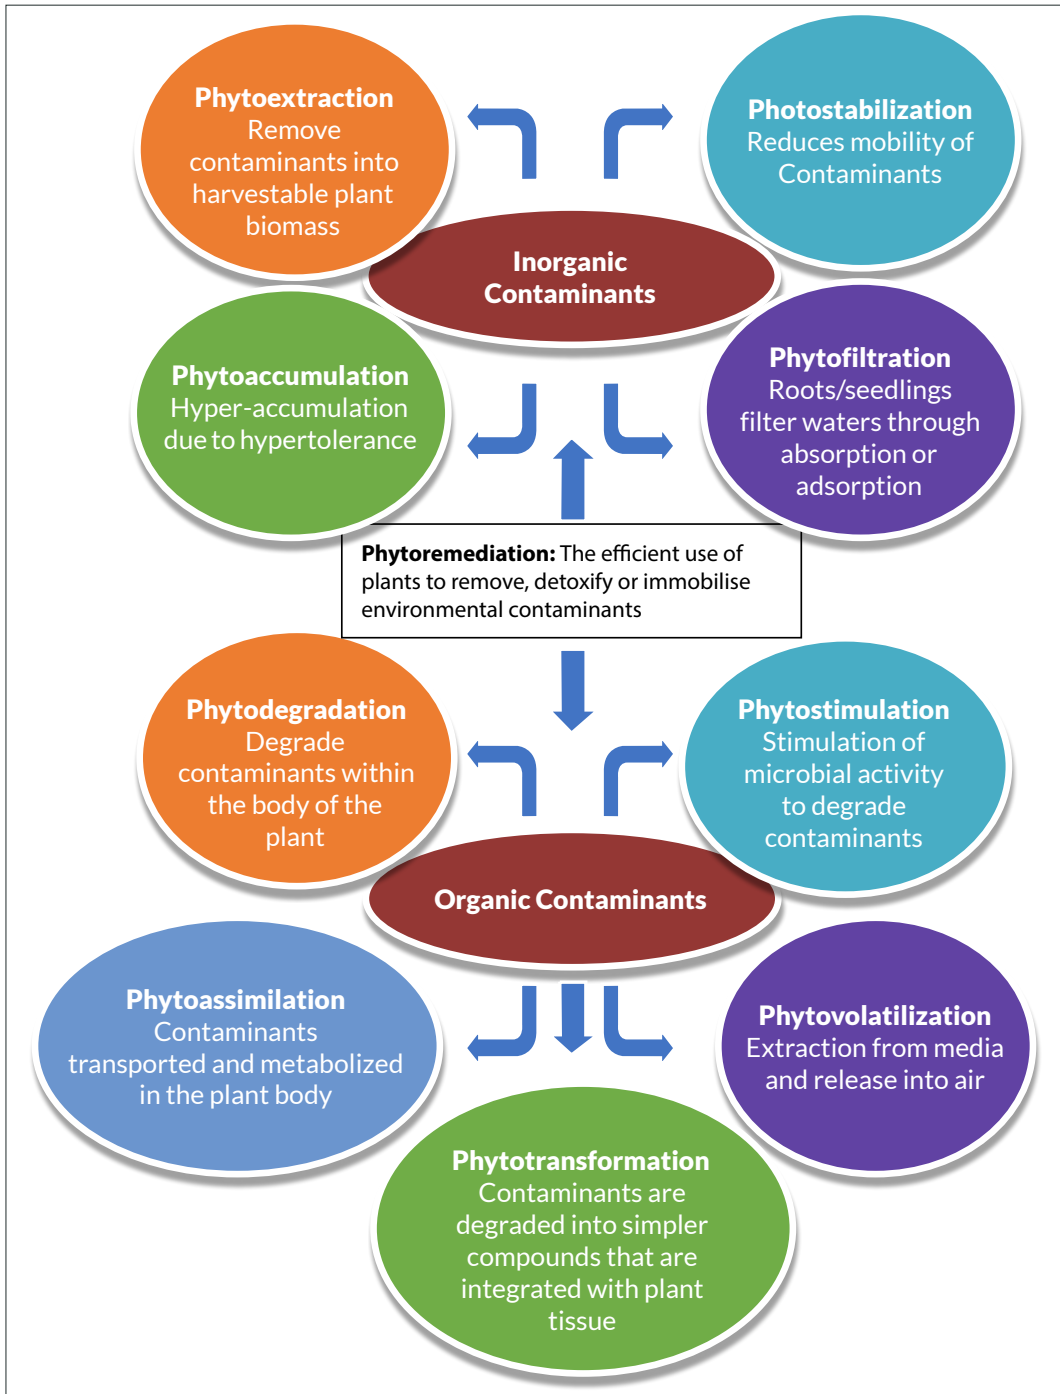 Phytoextraction
Remove
contaminants into
harvestable plant
biomass
Photostabilization
Reduces mobility of
Contaminants
Inorganic
Contaminants
Phytoaccumulation
Hyper-accumulation
due to hypertolerance
Phytofiltration
Roots/seedlings
filter waters through
absorption or
adsorption
Phytoremediation: The efficient use of
plants to remove, detoxify or immobilise
environmental contaminants
Phytodegradation
Degrade
contaminants within
the body of the
plant
Phytostimulation
Stimulation of
microbial activity
to degrade
contaminants
Organic Contaminants
Phytoassimilation
Contaminants
transported and metabolized
in the plant body
Phytovolatilization
Extraction from media
and release into air
Phytotransformation
Contaminants are
degraded into simpler
compounds that are
integrated with plant
tissue